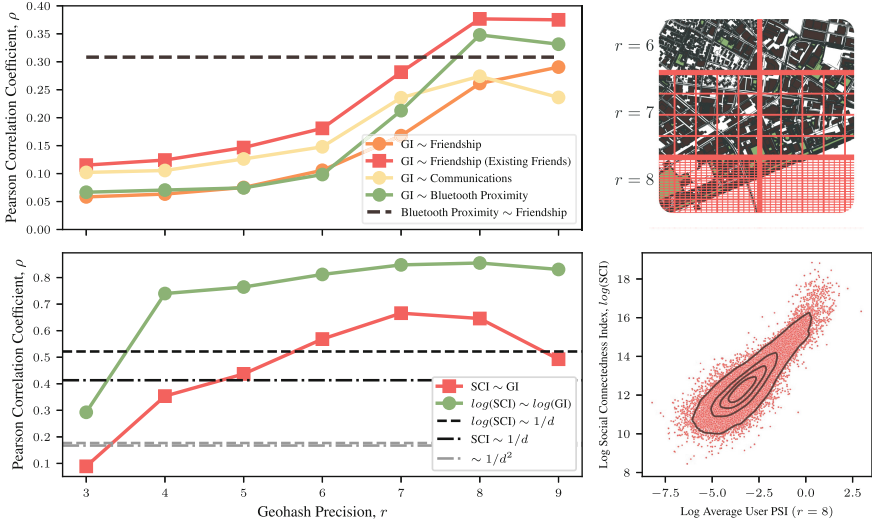 Pearson Correlation Coefficient, ρ
0.40
0.35
0.30
0.25
0.20
0.15
0.10
0.05
0.00
GI ∼ Friendship
GI ∼ Friendship (Existing Friends)
GI ∼ Communications
GI ∼ Bluetooth Proximity
Bluetooth Proximity ∼ Friendship
r = 6
r = 7
r = 8
Pearson Correlation Coefficient, ρ
0.8
0.7
0.6
0.5
0.4
0.3
0.2
0.1
SCI ∼ GI
log(SCI) ∼ log(GI)
log(SCI) ∼ 1/d
SCI ∼ 1/d
∼ 1/d²
3 4 5 6 7 8 9
Geohash Precision, r
Log Social Connectedness Index, log(SCI)
18
16
14
12
10
8
−7.5 −5.0 −2.5 0.0 2.5
Log Average User PSI (r = 8)